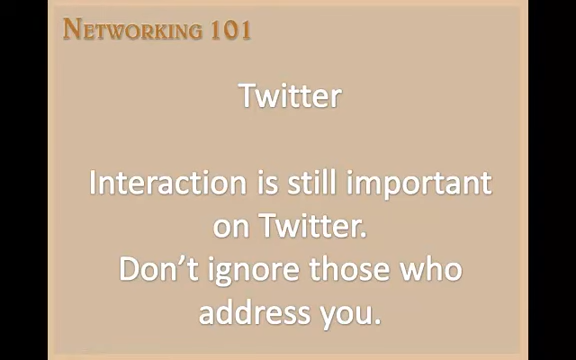 NETWORKING 101
Twitter
Interaction is still important
on Twitter.
Don't ignore those who
address you.